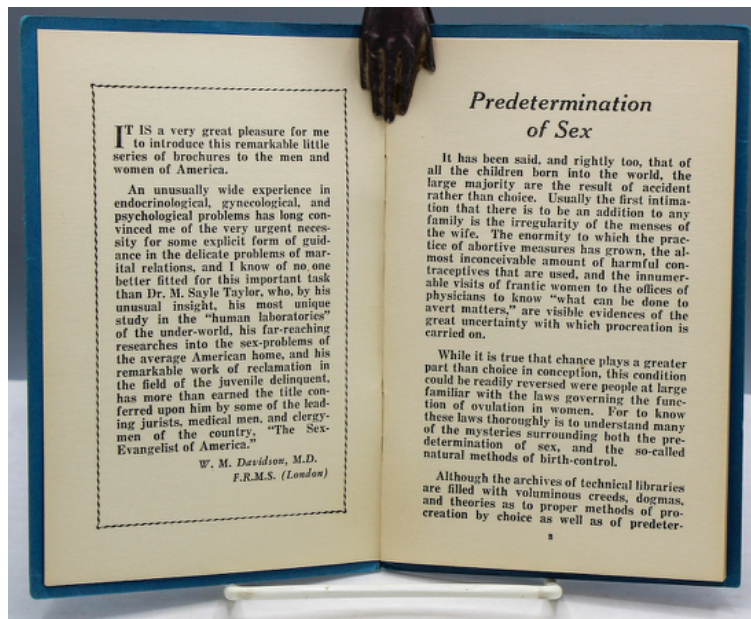 IT IS a very great pleasure for me
to introduce this remarkable little
series of brochures to the men and
women of America.
An unusually wide experience in
endocrinological, gynecological, and
psychological problems has long con-
vinced me of the very urgent neces-
sity for some explicit form of guid-
ance in the delicate problems of mar-
ital relations, and I know of no one
better fitted for this important task
than Dr. M. Sayle Taylor, who, by his
unusual insight, his most unique
study in the "human laboratories"
of the under-world, his far-reaching
researches into the sex-problems of
the average American home, and his
remarkable work of reclamation in
the field of the juvenile delinquent,
has more than earned the title con-
ferred upon him by some of the lead-
ing jurists, medical men, and clergy-
men of the country, "The Sex-
Evangelist of America."
W. M. Davidson, M.D.
F.R.M.S. (London)
Predetermination
of Sex
It has been said, and rightly too, that of
all the children born into the world, the
large majority are the result of accident
rather than choice. Usually the first intima-
tion that there is to be an addition to any
family is the irregularity of the menses of
the wife. The enormity to which the prac-
tice of abortive measures has grown, the al-
most inconceivable amount of harmful con-
traceptives that are used, and the innumer-
able visits of frantic women to the offices of
physicians to know "what can be done to
avert matters," are visible evidences of the
great uncertainty with which procreation is
carried on.
While it is true that chance plays a greater
part than choice in conception, this condition
could be readily reversed were people at large
familiar with the laws governing the func-
tion of ovulation in women. For to know
these laws thoroughly is to understand many
of the mysteries surrounding both the pre-
determination of sex, and the so-called
natural methods of birth-control.
Although the archives of technical libraries
are filled with voluminous creeds, dogmas,
and theories as to proper methods of pro-
creation by choice as well as of predeter-